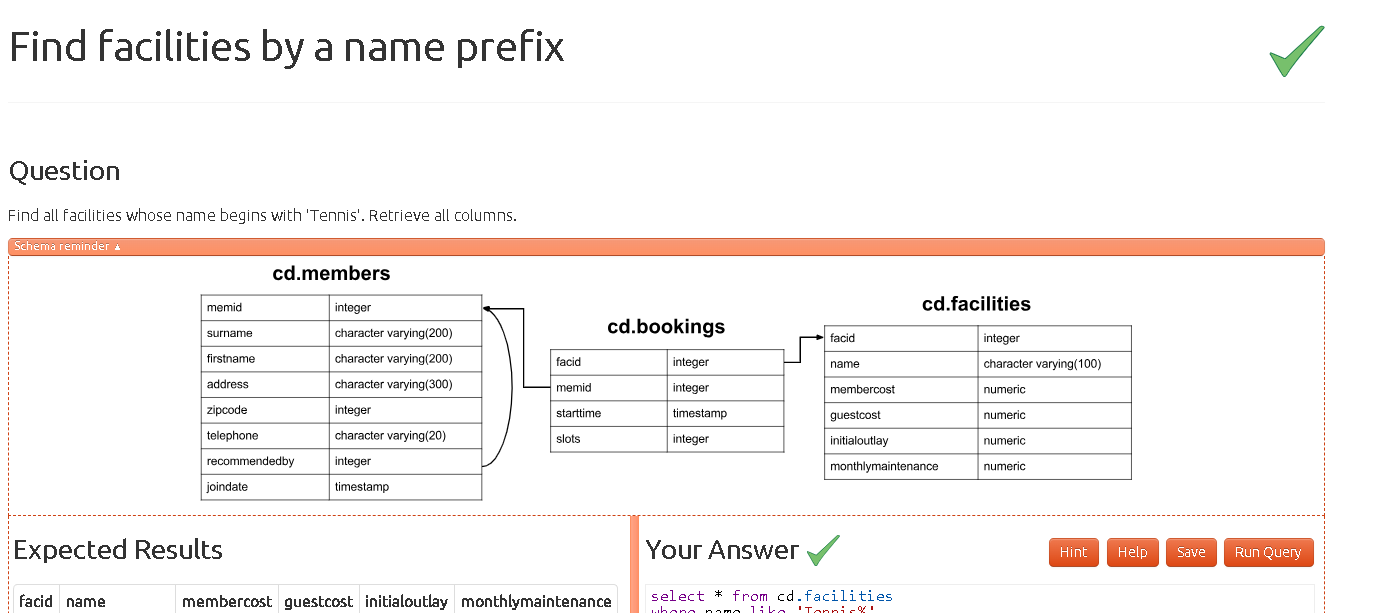 Find facilities by a name prefix
Question
Find all facilities whose name begins with 'Tennis'. Retrieve all columns.
Schema reminder ▲
cd.members
memid integer
surname character varying(200)
firstname character varying(200)
address character varying(300)
zipcode integer
telephone character varying(20)
recommendedby integer
joindate timestamp
cd.bookings
facid integer
memid integer
starttime timestamp
slots integer
cd.facilities
facid integer
name character varying(100)
membercost numeric
guestcost numeric
initialoutlay numeric
monthlymaintenance numeric
Expected Results
facid name membercost guestcost initialoutlay monthlymaintenance
Your Answer
Hint Help Save Run Query
select * from cd.facilities
where name like 'Tennis%'